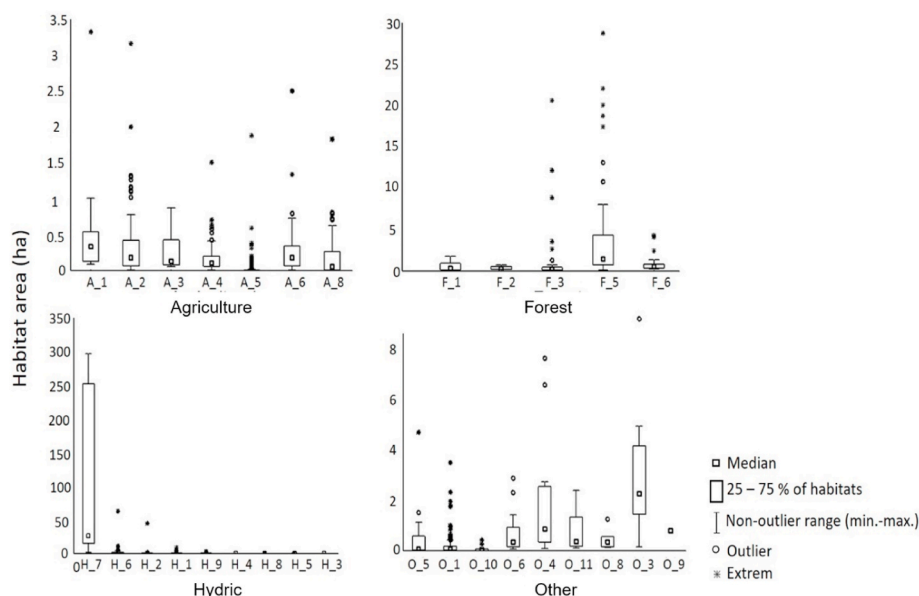 Habitat area (ha)
3.5
3
2.5
2
1.5
1
0.5
0
A_1 A_2 A_3 A_4 A_5 A_6 A_8
Agriculture
30
25
20
15
10
5
0
F_1 F_2 F_3 F_5 F_6
Forest
350
300
250
200
150
100
50
0
H_7 H_6 H_2 H_1 H_9 H_4 H_8 H_5 H_3
Hydric
8
6
4
2
0
O_5 O_1 O_10 O_6 O_4 O_11 O_8 O_3 O_9
Other
Median
25 – 75 % of habitats
Non-outlier range (min.-max.)
Outlier
Extrem